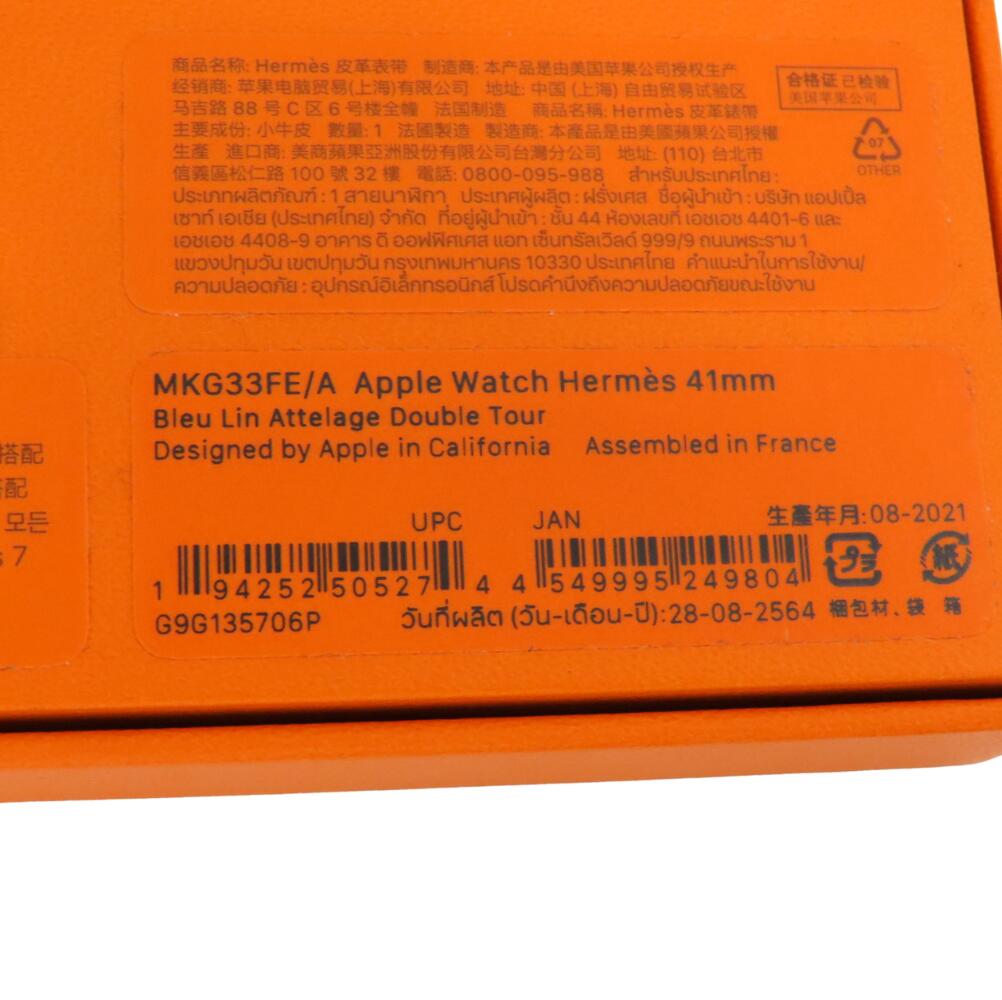 商品名称: Hermès 皮革表带 制造商: 本产品是由美国苹果公司授权生产
经销商: 苹果电脑贸易(上海)有限公司 地址: 中国 (上海) 自由贸易试验区
马吉路 88 号 C 区 6 号楼全幢 法国制造 商品名稱: Hermès 皮革錶帶
主要成份: 小牛皮 數量: 1 法國製造 製造商: 本產品是由美國蘋果公司授權
生產 進口商: 美商蘋果亞洲股份有限公司台灣分公司 地址: (110) 台北市
信義區松仁路 100 號 32 樓 電話: 0800-095-988 สำหรับประเทศไทย :
ประเภทผลิตภัณฑ์ : 1 สายนาฬิกา ประเทศผู้ผลิต : ฝรั่งเศส ชื่อผู้นำเข้า : บริษัท แอปเปิ้ล
เซาท์ เอเชีย (ประเทศไทย) จำกัด ที่อยู่ผู้นำเข้า : ชั้น 44 ห้องเลขที่ เอชเอช 4401-6 และ
เอชเอช 4408-9 อาคาร ดิ ออฟฟิศเศส แอท เซ็นทรัลเวิลด์ 999/9 ถนนพระราม 1
แขวงปทุมวัน เขตปทุมวัน กรุงเทพมหานคร 10330 ประเทศไทย คำแนะนำในการใช้งาน/
ความปลอดภัย : อุปกรณ์อิเล็กทรอนิกส์ โปรดคำนึงถึงความปลอดภัยขณะใช้งาน
合格证 已检验
美国苹果公司
07
OTHER
搭配
搭配
모든
s 7
MKG33FE/A Apple Watch Hermès 41mm
Bleu Lin Attelage Double Tour
Designed by Apple in California Assembled in France
UPC JAN 生產年月:08-2021
1 94252 50527 4 4 549995 249804
プラ 紙
G9G135706P วันที่ผลิต (วัน-เดือน-ปี):28-08-2564 梱包材、袋 箱